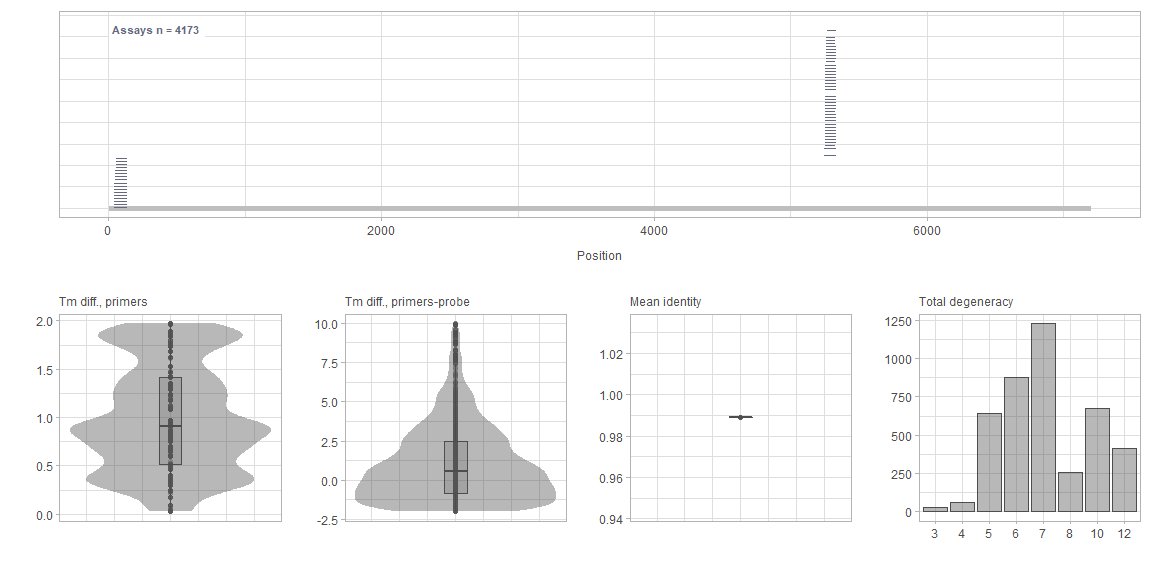 Assays n = 4173
0 2000 4000 6000
Position
Tm diff., primers
2.0
1.5
1.0
0.5
0.0
Tm diff., primers-probe
10.0
7.5
5.0
2.5
0.0
-2.5
Mean identity
1.02
1.00
0.98
0.96
0.94
Total degeneracy
1250
1000
750
500
250
0
3 4 5 6 7 8 10 12